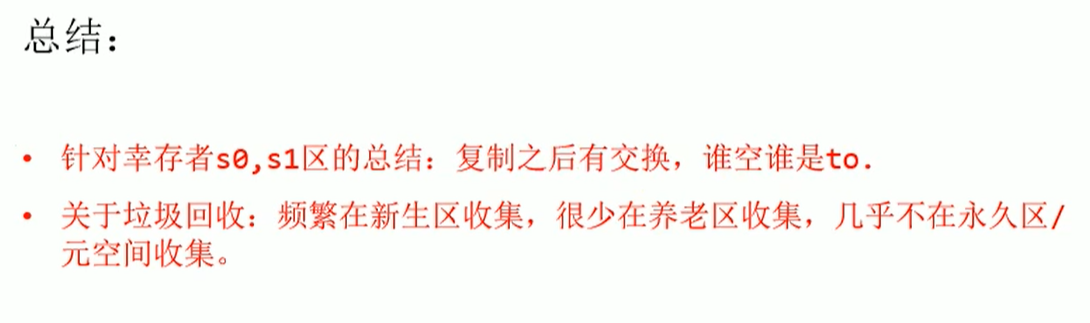 总结：
• 针对幸存者s0,s1区的总结：复制之后有交换，谁空谁是to.
• 关于垃圾回收：频繁在新生区收集，很少在养老区收集，几乎不在永久区/
元空间收集。